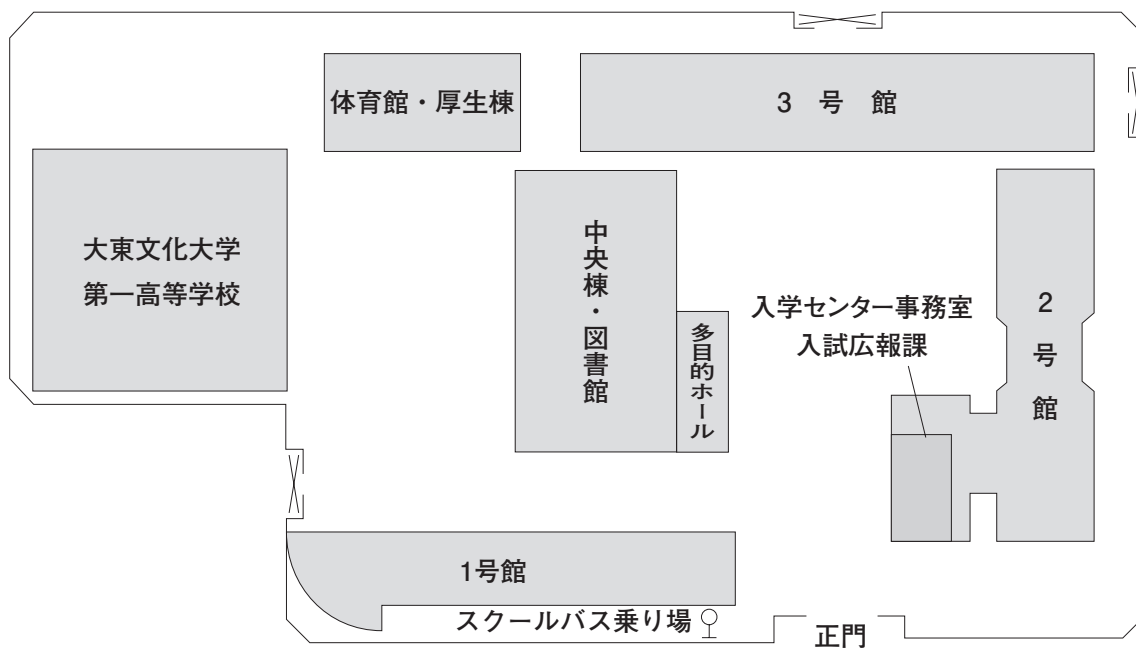 体育館・厚生棟
3 号 館
大東文化大学
第一高等学校
中央棟・図書館
多目的ホール
入学センター事務室
入試広報課
2号館
1号館
スクールバス乗り場
正門